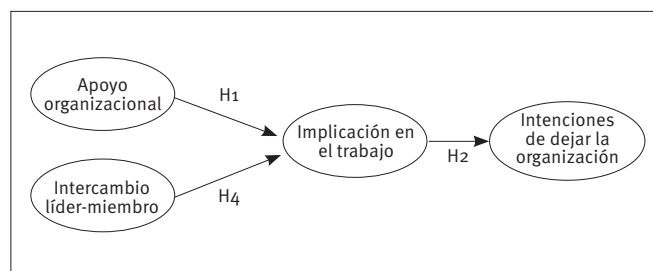 Apoyo
organizacional
H1
Implicación en
el trabajo
H2
Intenciones
de dejar la
organización
Intercambio
líder-miembro
H4